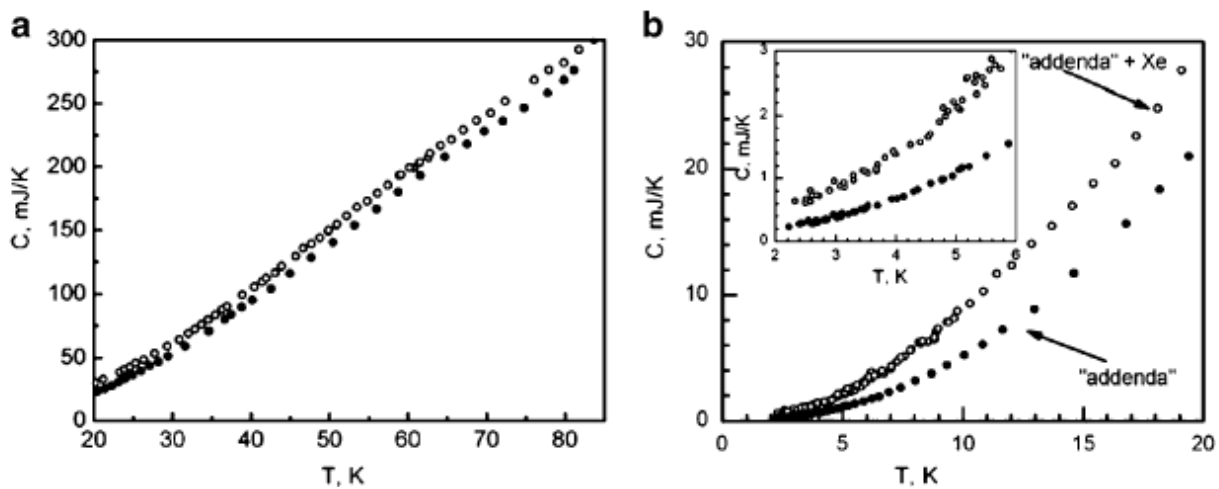 a
300
250
200
150
100
50
0
C, mJ/K
20 30 40 50 60 70 80
T, K
b
30
20
10
0
C, mJ/K
0 5 10 15 20
T, K
3
2
1
0
C, mJ/K
2 3 4 5 6
T, K
"addenda" + Xe
"addenda"